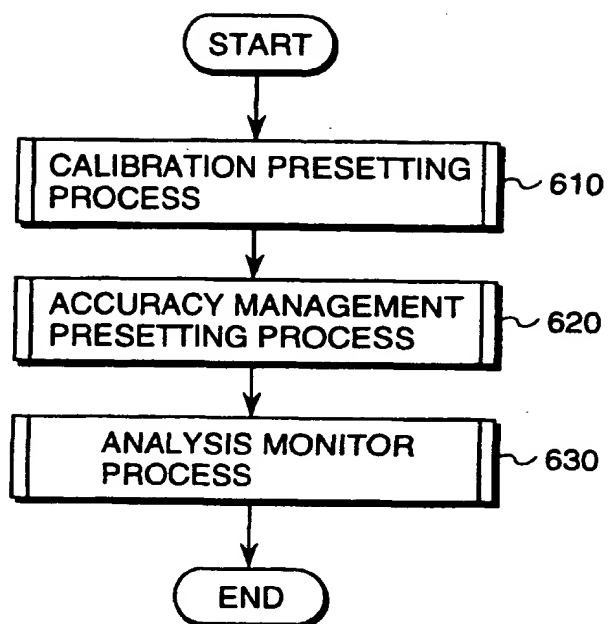 START
CALIBRATION PRESETTING
PROCESS
610
ACCURACY MANAGEMENT
PRESETTING PROCESS
620
ANALYSIS MONITOR
PROCESS
630
END